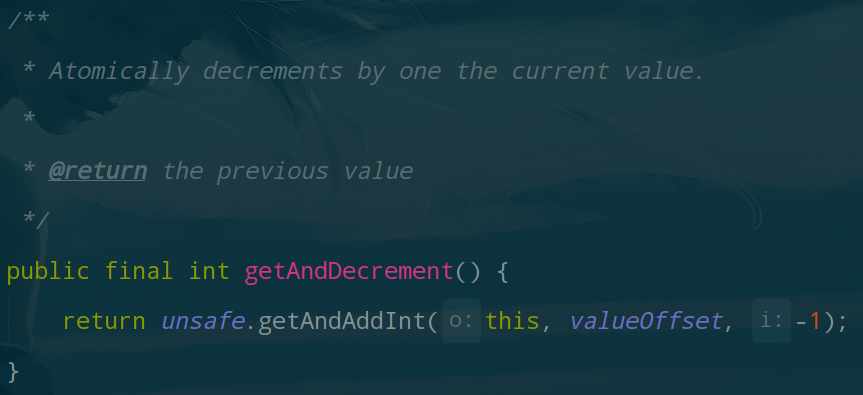 /**
 * Atomically decrements by one the current value.
 *
 * @return the previous value
 */
public final int getAndDecrement() {
    return unsafe.getAndAddInt( o: this, valueOffset, i: -1);
}